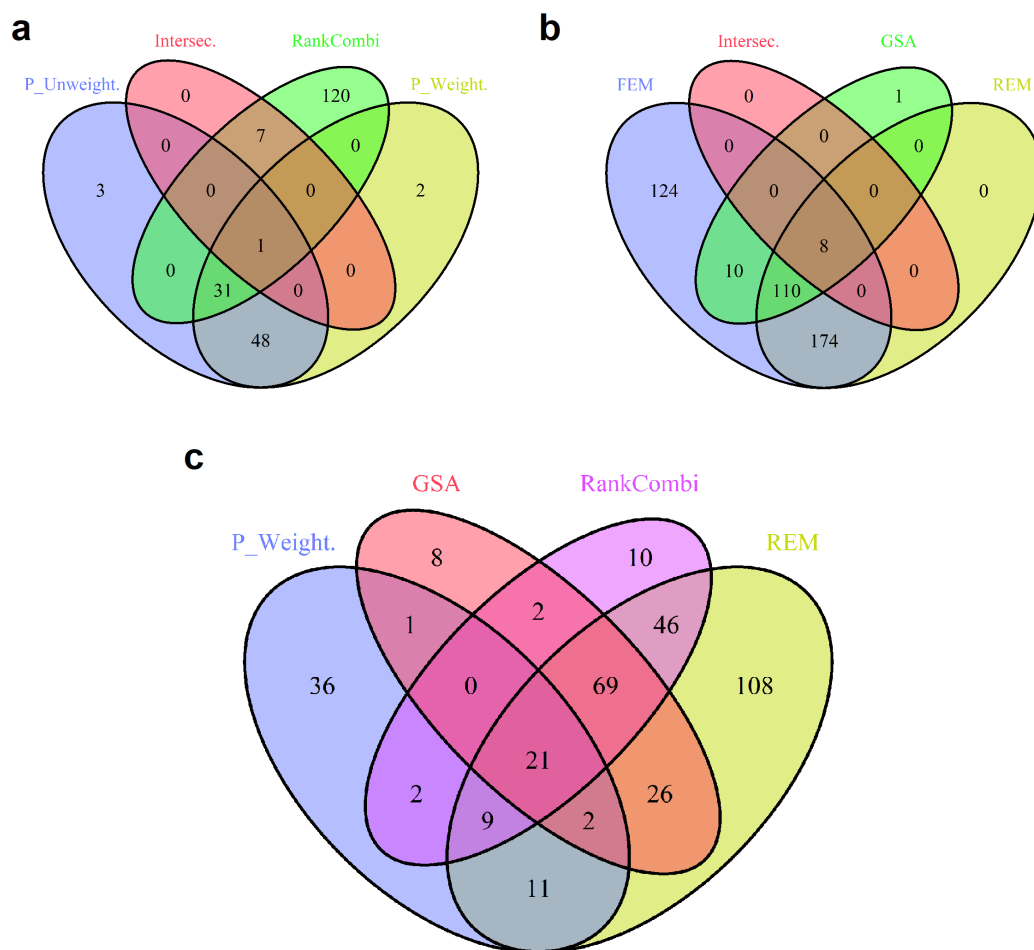 a
Intersec. RankCombi
P_Unweight. P_Weight.
0 120
0 7 0
3 0 0 2
1
0 31 0 0
48
b
Intersec. GSA
FEM REM
0 1
0 0 0
124 0 0 0
8
10 110 0 0
174
c
GSA RankCombi
P_Weight. REM
8 10
1 2 46
36 0 69 108
21
2 9 2 26
11